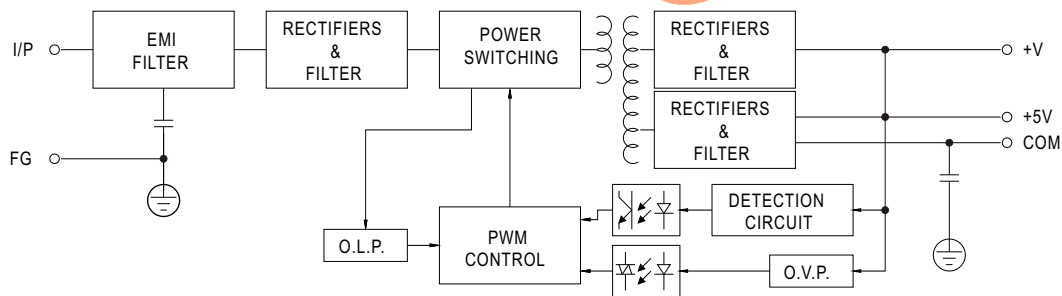 I/P
EMI
FILTER
RECTIFIERS
&
FILTER
POWER
SWITCHING
RECTIFIERS
&
FILTER
+V
RECTIFIERS
&
FILTER
+5V
COM
FG
DETECTION
CIRCUIT
O.L.P.
PWM
CONTROL
O.V.P.